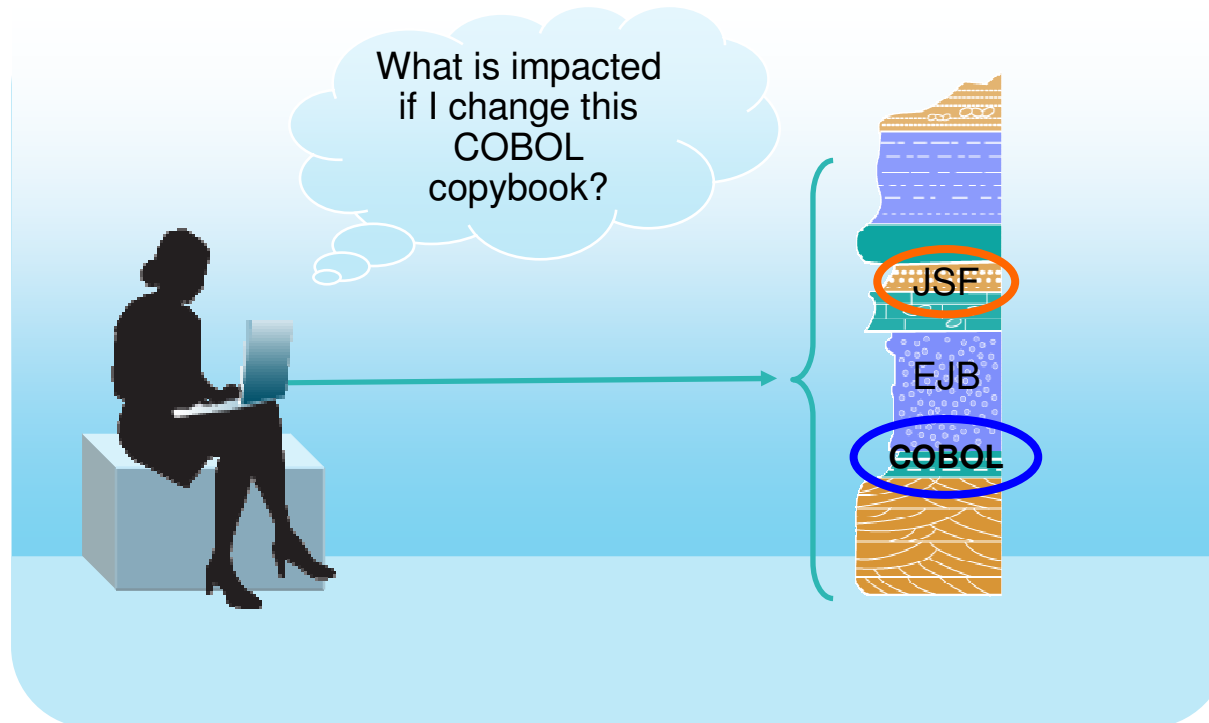 What is impacted
if I change this
COBOL
copybook?
JSF
EJB
COBOL